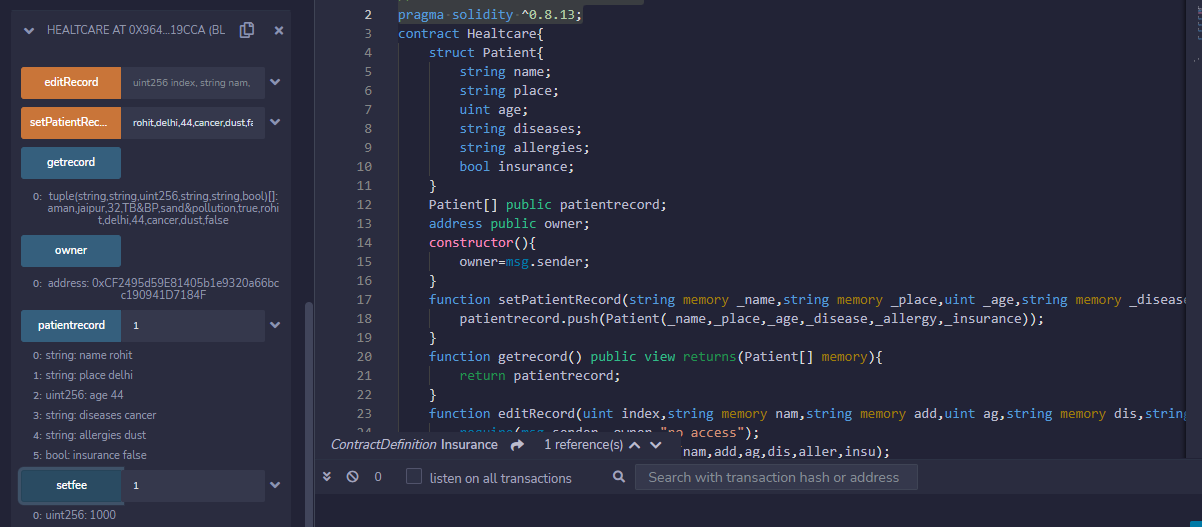 HEALTCARE AT 0X964...19CCA (BL
editRecord
uint256 index, string nam,
setPatientRec...
rohit,delhi,44,cancer,dust,fa
getrecord
0: tuple(string,string,uint256,string,string,bool)[]:
aman,jaipur,32,TB&BP,sand&pollution,true,rohi
t,delhi,44,cancer,dust,false
owner
0: address: 0xCF2495d59E81405b1e9320a66bc
c190941D7184F
patientrecord
1
0: string: name rohit
1: string: place delhi
2: uint256: age 44
3: string: diseases cancer
4: string: allergies dust
5: bool: insurance false
setfee
1
0: uint256: 1000
2 pragma solidity ^0.8.13;
3 contract Healtcare{
4 struct Patient{
5 string name;
6 string place;
7 uint age;
8 string diseases;
9 string allergies;
10 bool insurance;
11 }
12 Patient[] public patientrecord;
13 address public owner;
14 constructor(){
15 owner=msg.sender;
16 }
17 function setPatientRecord(string memory _name,string memory _place,uint _age,string memory _diseas
18 patientrecord.push(Patient(_name,_place,_age,_disease,_allergy,_insurance));
19 }
20 function getrecord() public view returns(Patient[] memory){
21 return patientrecord;
22 }
23 function editRecord(uint index,string memory nam,string memory add,uint ag,string memory dis,string
24 require(msg.sender owner "no access");
nam,add,ag,dis,aller,insu);
ContractDefinition Insurance 1 reference(s)
0 listen on all transactions
Search with transaction hash or address